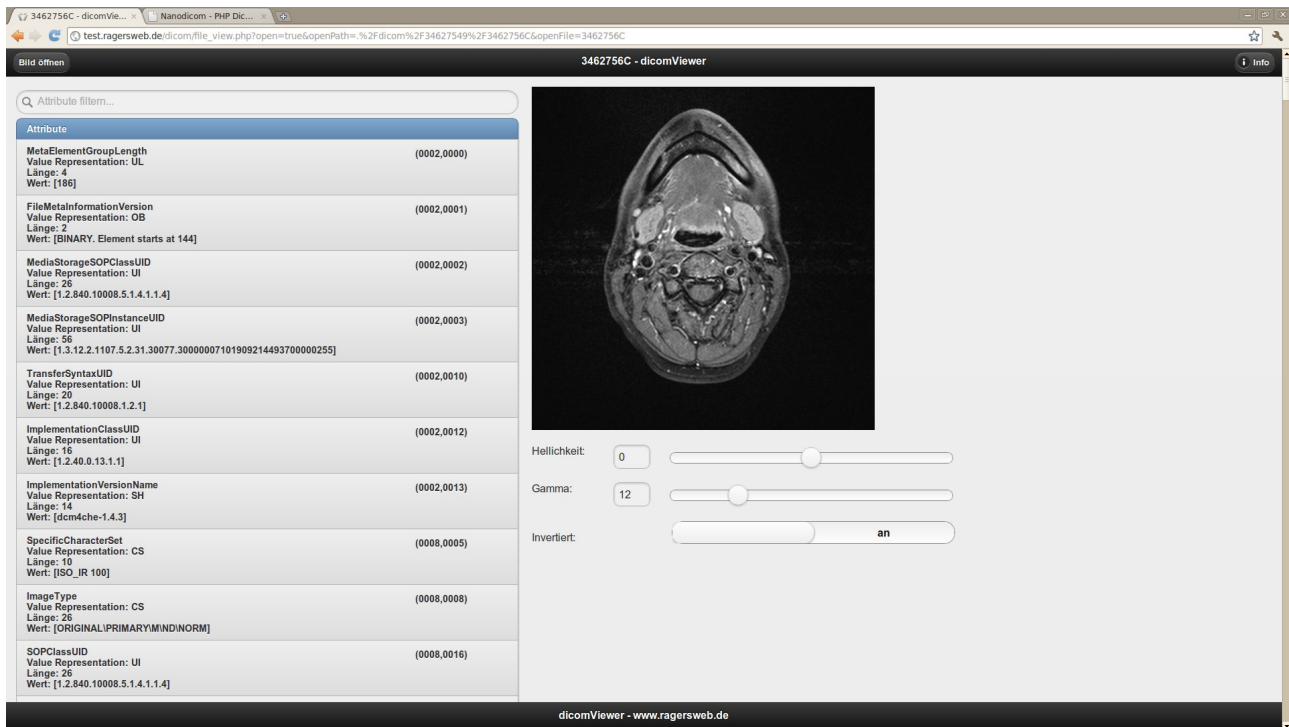 3462756C - dicomVie...
Nanodicom - PHP Dic...
test.ragersweb.de/dicom/file_view.php?open=true&openPath=.%2Fdicom%2F34627549%2F3462756C&openFile=3462756C
Bild öffnen
3462756C - dicomViewer
i Info
Attribute filtern...
Attribute
MetaElementGroupLength (0002,0000)
Value Representation: UL
Länge: 4
Wert: [186]
FileMetaInformationVersion (0002,0001)
Value Representation: OB
Länge: 2
Wert: [BINARY. Element starts at 144]
MediaStorageSOPClassUID (0002,0002)
Value Representation: UI
Länge: 26
Wert: [1.2.840.10008.5.1.4.1.1.4]
MediaStorageSOPInstanceUID (0002,0003)
Value Representation: UI
Länge: 56
Wert: [1.3.12.2.1107.5.2.31.30077.30000007101909214493700000255]
TransferSyntaxUID (0002,0010)
Value Representation: UI
Länge: 20
Wert: [1.2.840.10008.1.2.1]
ImplementationClassUID (0002,0012)
Value Representation: UI
Länge: 16
Wert: [1.2.40.0.13.1.1]
ImplementationVersionName (0002,0013)
Value Representation: SH
Länge: 14
Wert: [dcm4che-1.4.3]
SpecificCharacterSet (0008,0005)
Value Representation: CS
Länge: 10
Wert: [ISO_IR 100]
ImageType (0008,0008)
Value Representation: CS
Länge: 26
Wert: [ORIGINAL\PRIMARY\M\ND\NORM]
SOPClassUID (0008,0016)
Value Representation: UI
Länge: 26
Wert: [1.2.840.10008.5.1.4.1.1.4]
Hellichkeit: 0
Gamma: 12
Invertiert: an
dicomViewer - www.ragersweb.de